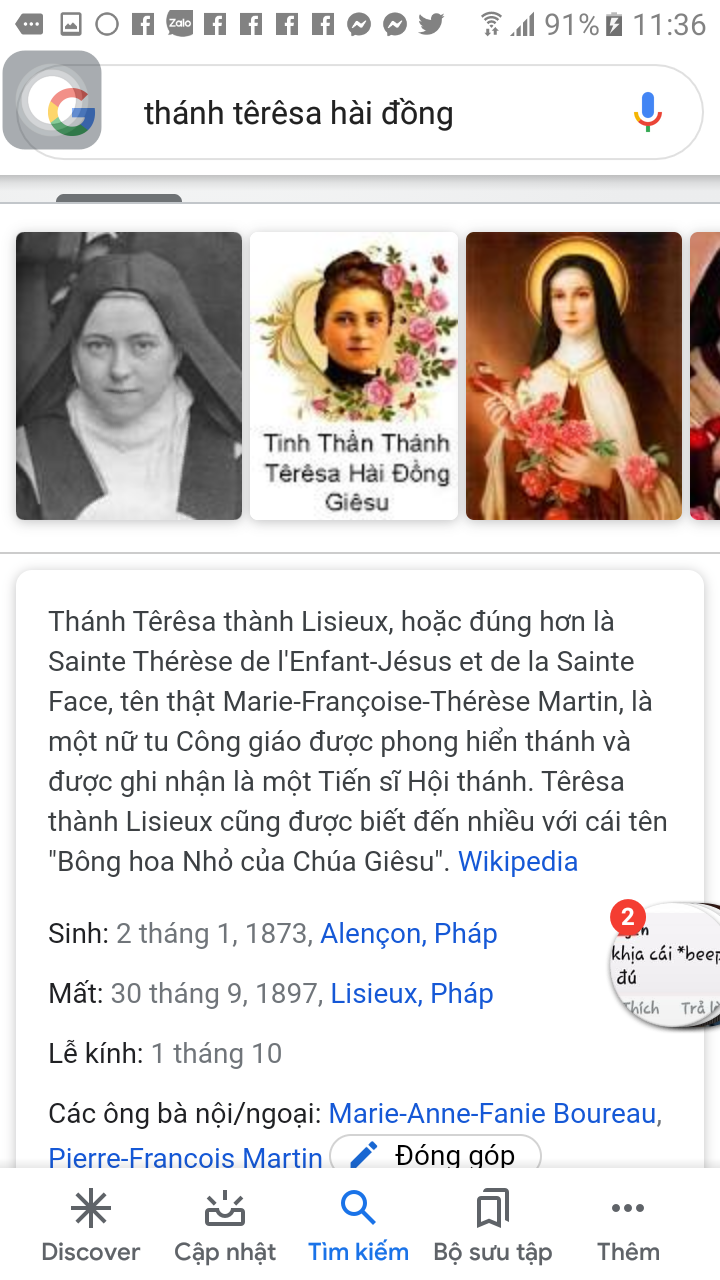 Zalo
91% 11:36
thánh têrêsa hài đồng
Tinh Thần Thánh
Têrêsa Hài Đồng
Giêsu
Thánh Têrêsa thành Lisieux, hoặc đúng hơn là
Sainte Thérèse de l'Enfant-Jésus et de la Sainte
Face, tên thật Marie-Françoise-Thérèse Martin, là
một nữ tu Công giáo được phong hiển thánh và
được ghi nhận là một Tiến sĩ Hội thánh. Têrêsa
thành Lisieux cũng được biết đến nhiều với cái tên
"Bông hoa Nhỏ của Chúa Giêsu". Wikipedia
Sinh: 2 tháng 1, 1873, Alençon, Pháp
2
khịa cái *beep
đú
Thích Trả l
Mất: 30 tháng 9, 1897, Lisieux, Pháp
Lễ kính: 1 tháng 10
Các ông bà nội/ngoại: Marie-Anne-Fanie Boureau,
Pierre-François Martin Đóng góp
Discover Cập nhật Tìm kiếm Bộ sưu tập Thêm